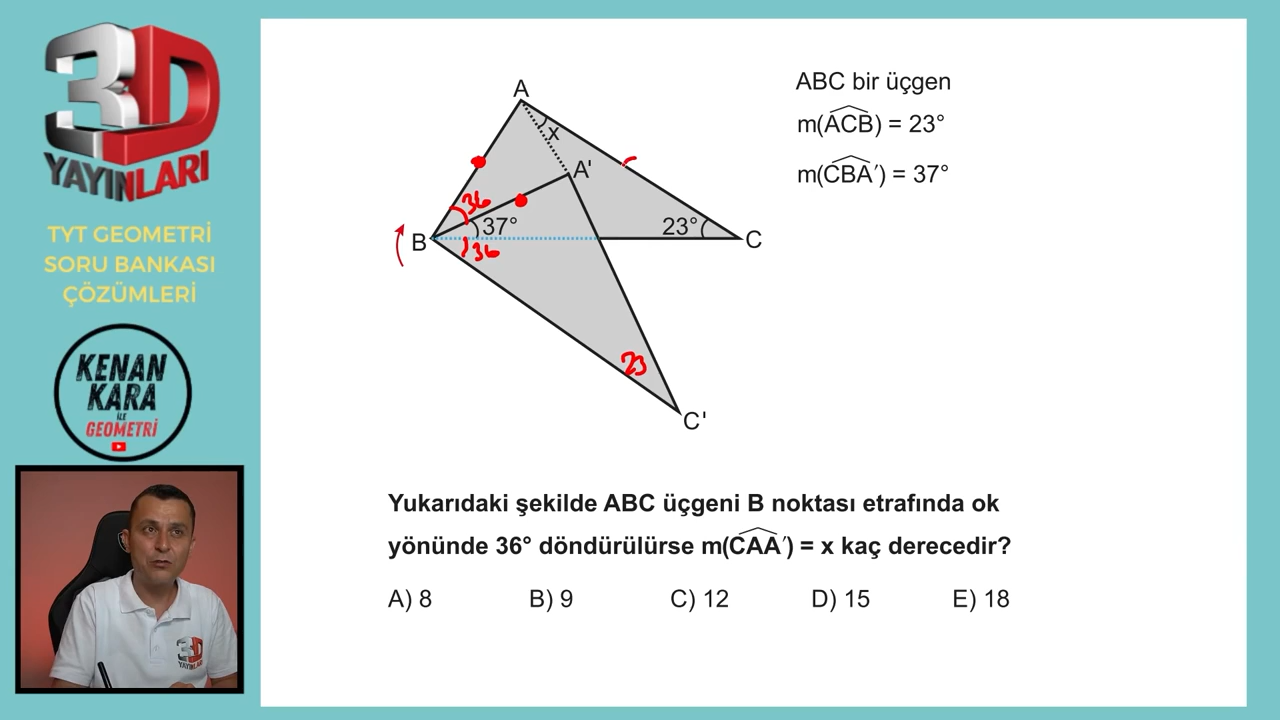 3D
YAYINLARI
TYT GEOMETRİ
SORU BANKASI
ÇÖZÜMLERİ
KENAN
KARA
İLE
GEOMETRİ
3D
YAYINLARI
A
x
A'
36
37°
23°
B
C
36
23
C'
ABC bir üçgen
m(ACB) = 23°
m(CBA′) = 37°
Yukarıdaki şekilde ABC üçgeni B noktası etrafında ok
yönünde 36° döndürülürse m(CAA′) = x kaç derecedir?
A) 8 B) 9 C) 12 D) 15 E) 18